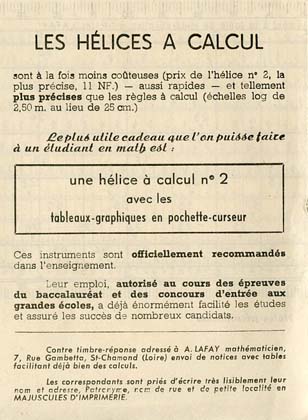 LES HÉLICES A CALCUL
sont à la fois moins coûteuses (prix de l'hélice n° 2, la
plus précise, 11 NF.) — aussi rapides — et tellement
plus précises que les règles à calcul (échelles log de
2,50 m. au lieu de 25 cm.)
Le plus utile cadeau que l'on puisse faire
à un étudiant en math est :
une hélice à calcul n° 2
avec les
tableaux-graphiques en pochette-curseur
Ces instruments sont officiellement recommandés
dans l'enseignement.
Leur emploi, autorisé au cours des épreuves
du baccalauréat et des concours d'entrée aux
grandes écoles, a déjà énormément facilité les études
et assuré les succès de nombreux candidats.
Contre timbre-réponse adressé à A. LAFAY mathématicien,
7, Rue Gambetta, St-Chamond (Loire) envoi de notices avec tables
facilitant déjà bien des calculs.
Les correspondants sont priés d'écrire très lisiblement leur
nom et adresse, Patronyme, nom de rue et de petite localité en
MAJUSCULES D'IMPRIMERIE.